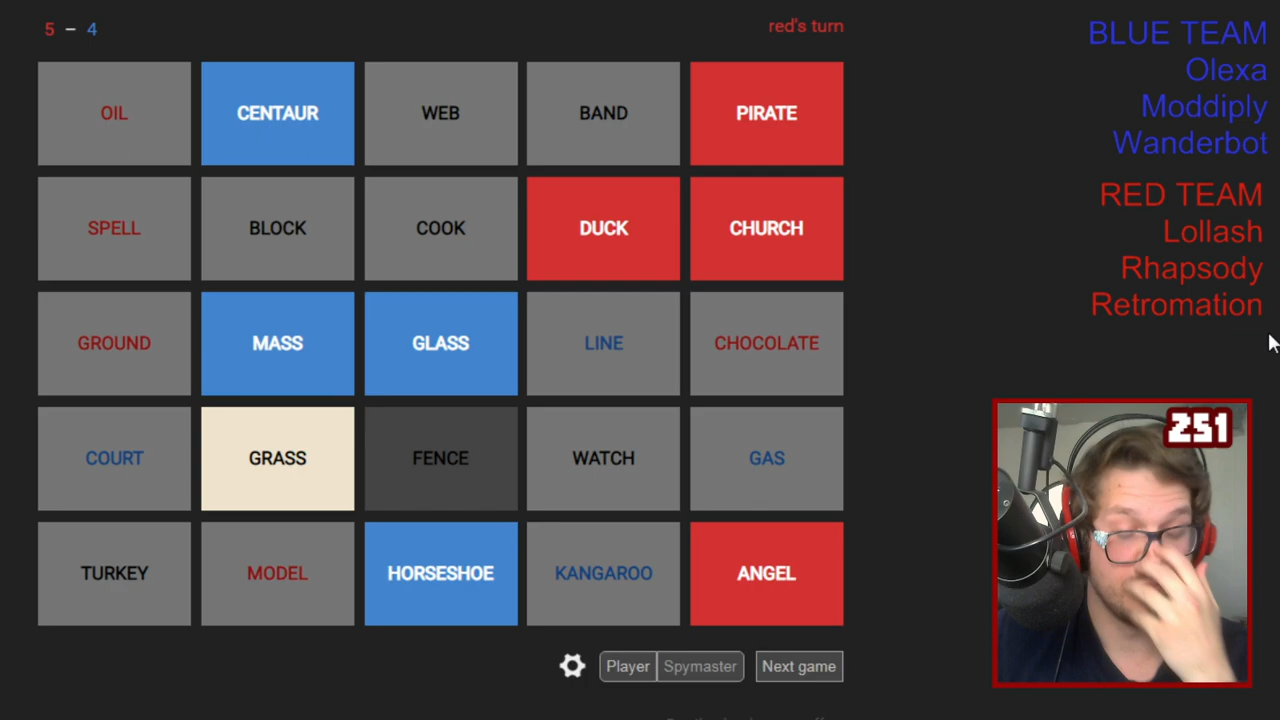 5 – 4
red's turn
OIL
CENTAUR
WEB
BAND
PIRATE
SPELL
BLOCK
COOK
DUCK
CHURCH
GROUND
MASS
GLASS
LINE
CHOCOLATE
COURT
GRASS
FENCE
WATCH
GAS
TURKEY
MODEL
HORSESHOE
KANGAROO
ANGEL
Player
Spymaster
Next game
BLUE TEAM
Olexa
Moddiply
Wanderbot
RED TEAM
Lollash
Rhapsody
Retromation
251